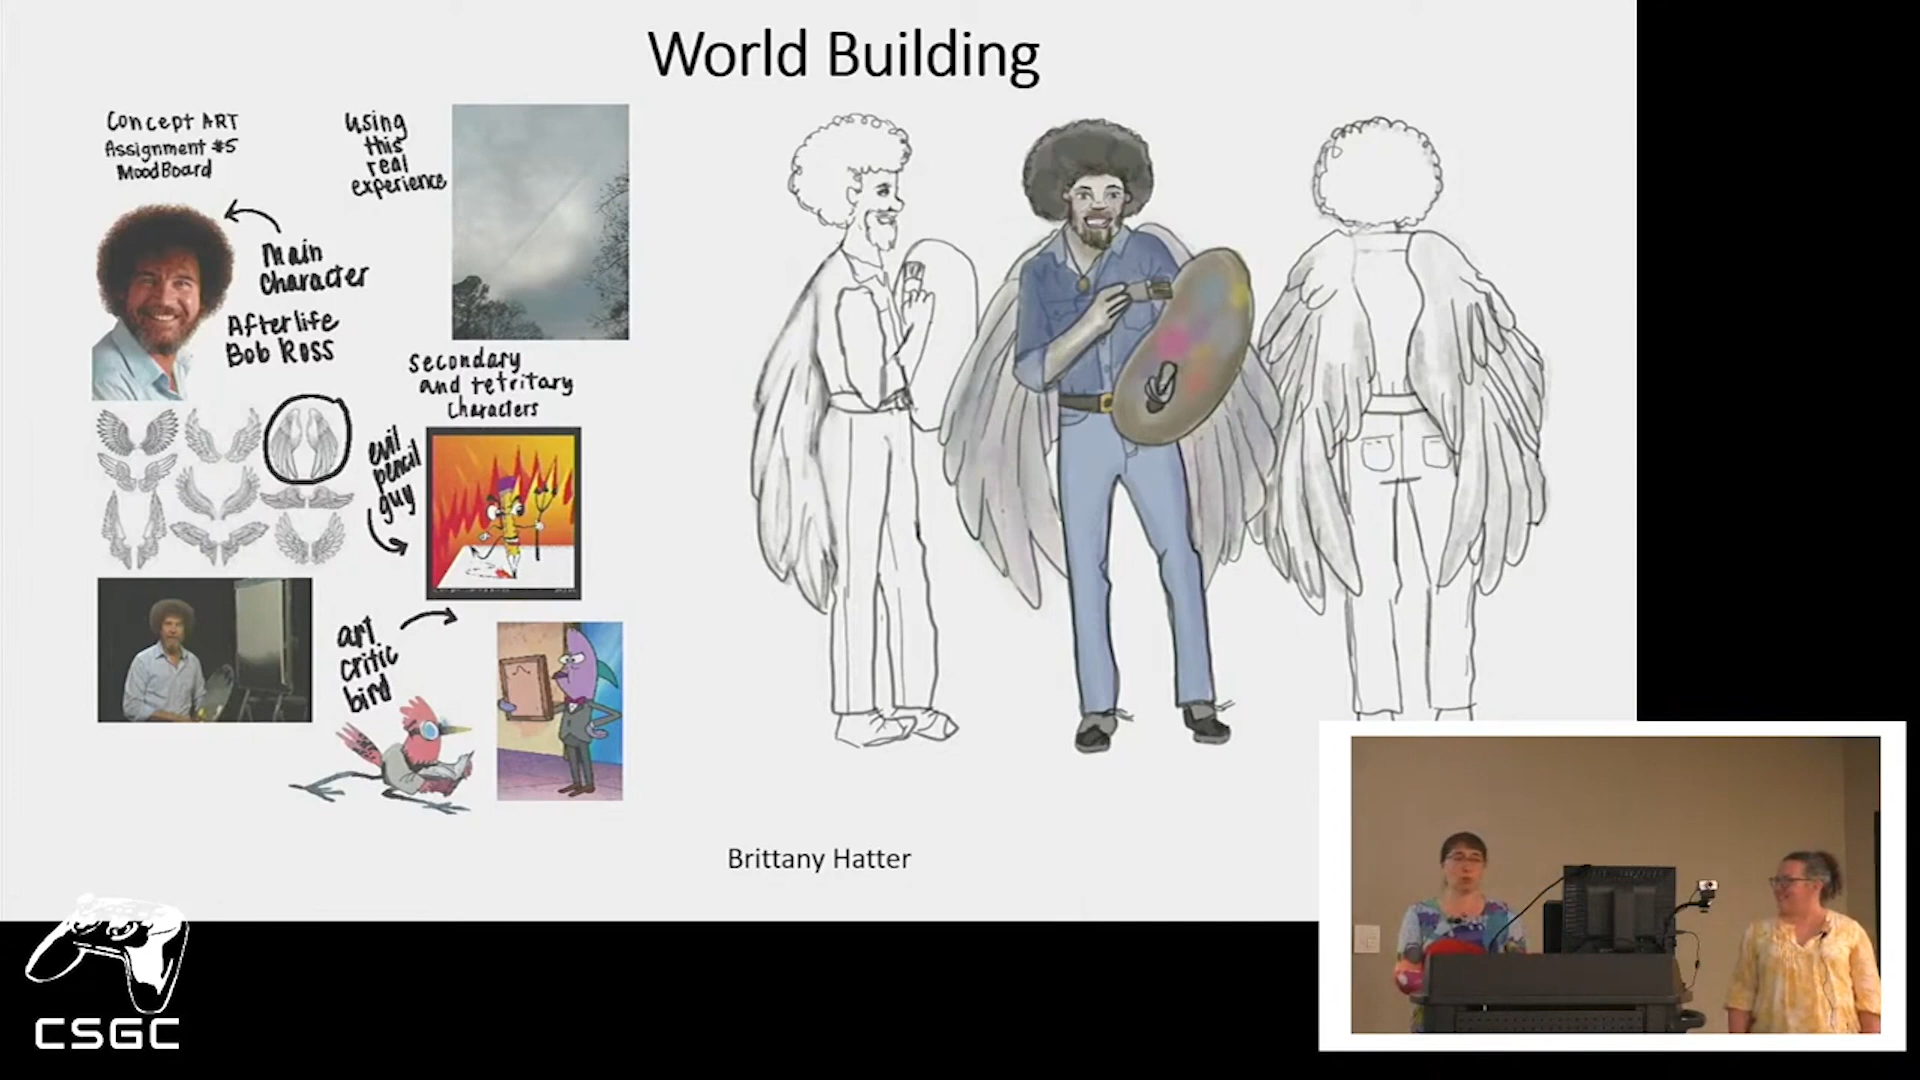 World Building
Concept ART
Assignment #5
MoodBoard
using
this
real
experience
Main
Character
Afterlife
Bob Ross
Secondary
and tetritary
Characters
evil
pencil
guy
art
critic
bird
Brittany Hatter
CSGC